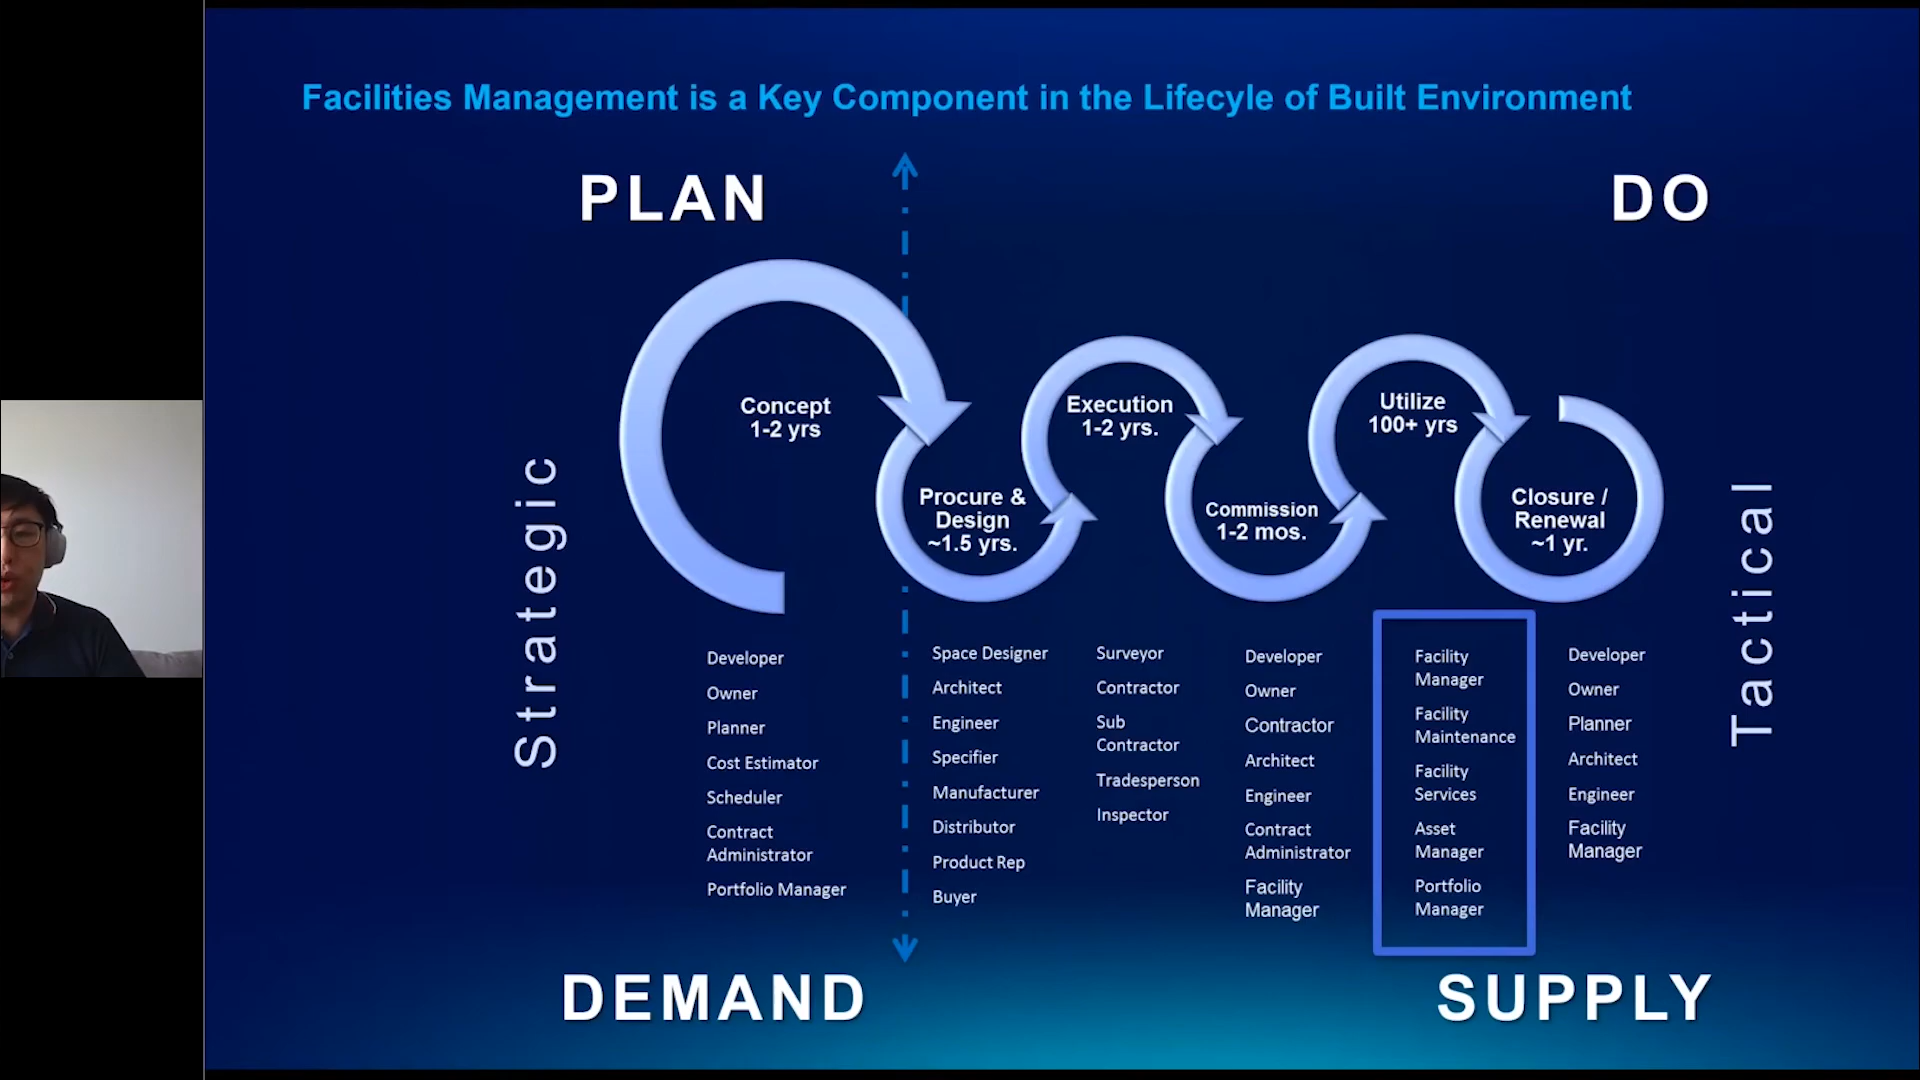 Facilities Management is a Key Component in the Lifecyle of Built Environment
PLAN
DO
Strategic
Concept
1-2 yrs
Procure &
Design
~1.5 yrs.
Execution
1-2 yrs.
Commission
1-2 mos.
Utilize
100+ yrs
Closure /
Renewal
~1 yr.
Tactical
Developer
Owner
Planner
Cost Estimator
Scheduler
Contract
Administrator
Portfolio Manager
Space Designer
Architect
Engineer
Specifier
Manufacturer
Distributor
Product Rep
Buyer
Surveyor
Contractor
Sub
Contractor
Tradesperson
Inspector
Developer
Owner
Contractor
Architect
Engineer
Contract
Administrator
Facility
Manager
Facility
Manager
Facility
Maintenance
Facility
Services
Asset
Manager
Portfolio
Manager
Developer
Owner
Planner
Architect
Engineer
Facility
Manager
DEMAND
SUPPLY